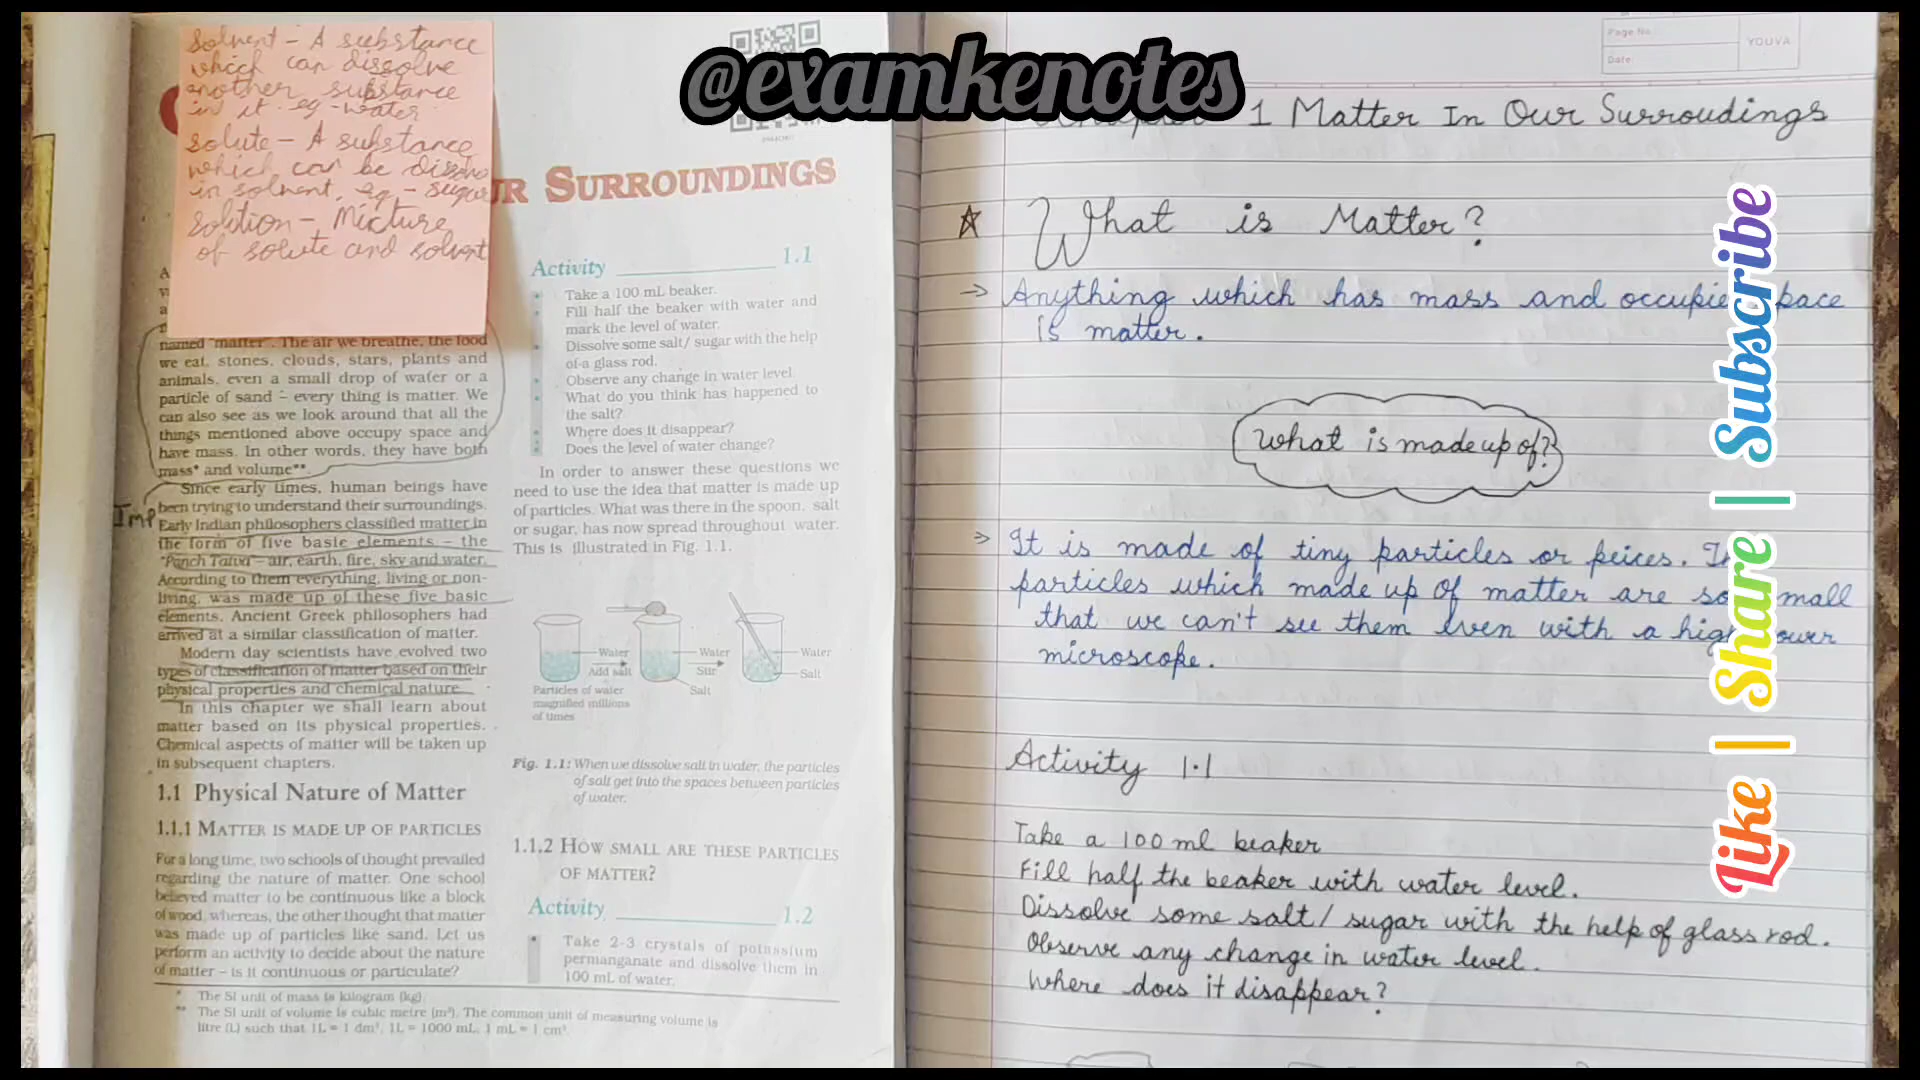 solvent - A substance
which can dissolve
another substance
in it eg - water
solute - A substance
which can be
in solvent, eg - sugar
solution - Mixture
of solute and solvent
UR SURROUNDINGS
named "matter". The air we breathe, the food
we eat, stones, clouds, stars, plants and
animals, even a small drop of water or a
particle of sand – every thing is matter. We
can also see as we look around that all the
things mentioned above occupy space and
have mass. In other words, they have both
mass* and volume**.
Imp
Since early times, human beings have
been trying to understand their surroundings.
Early Indian philosophers classified matter in
the form of five basic elements – the
"Panch Tatva" – air, earth, fire, sky and water.
According to them everything, living or non-
living, was made up of these five basic
elements. Ancient Greek philosophers had
arrived at a similar classification of matter.
Modern day scientists have evolved two
types of classification of matter based on their
physical properties and chemical nature.
In this chapter we shall learn about
matter based on its physical properties.
Chemical aspects of matter will be taken up
in subsequent chapters.
1.1 Physical Nature of Matter
1.1.1 MATTER IS MADE UP OF PARTICLES
For a long time, two schools of thought prevailed
regarding the nature of matter. One school
believed matter to be continuous like a block
of wood, whereas, the other thought that matter
was made up of particles like sand. Let us
perform an activity to decide about the nature
of matter – is it continuous or particulate?
Activity 1.1
• Take a 100 mL beaker.
• Fill half the beaker with water and
mark the level of water.
• Dissolve some salt/ sugar with the help
of a glass rod.
• Observe any change in water level.
• What do you think has happened to
the salt?
• Where does it disappear?
• Does the level of water change?
In order to answer these questions we
need to use the idea that matter is made up
of particles. What was there in the spoon, salt
or sugar, has now spread throughout water.
This is illustrated in Fig. 1.1.
Water
Add salt
Water
Stir
Salt
Water
Salt
Particles of water
magnified millions
of times
Fig. 1.1: When we dissolve salt in water, the particles
of salt get into the spaces between particles
of water.
1.1.2 HOW SMALL ARE THESE PARTICLES
OF MATTER?
Activity 1.2
• Take 2-3 crystals of potassium
permanganate and dissolve them in
100 mL of water.
* The SI unit of mass is kilogram (kg).
** The SI unit of volume is cubic metre (m³). The common unit of measuring volume is
litre (L) such that 1L = 1 dm³, 1L = 1000 mL, 1 mL = 1 cm³.
@examkenotes
Page No
Date
YOUVA
1 Matter In Our Surroudings
What is Matter?
Anything which has mass and occupie pace
is matter.
What is made up of?
It is made of tiny particles or peices.
particles which made up of matter are so mall
that we can't see them even with a hig ower
microscope.
Activity 1.1
Take a 100 ml beaker
Fill half the beaker with water level.
Dissolve some salt/sugar with the help of glass rod.
Observe any change in water level.
Where does it disappear?
Like | Share | Subscribe